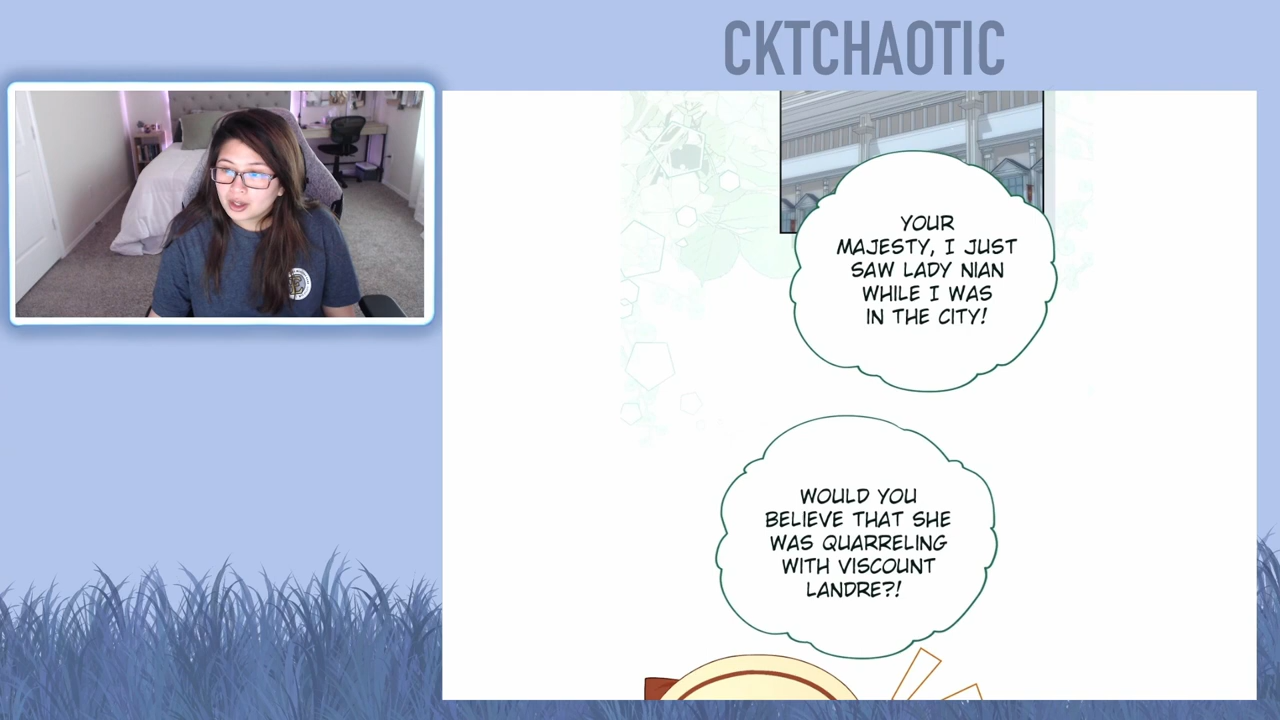 CKTCHAOTIC
YOUR
MAJESTY, I JUST
SAW LADY NIAN
WHILE I WAS
IN THE CITY!
WOULD YOU
BELIEVE THAT SHE
WAS QUARRELING
WITH VISCOUNT
LANDRE?!